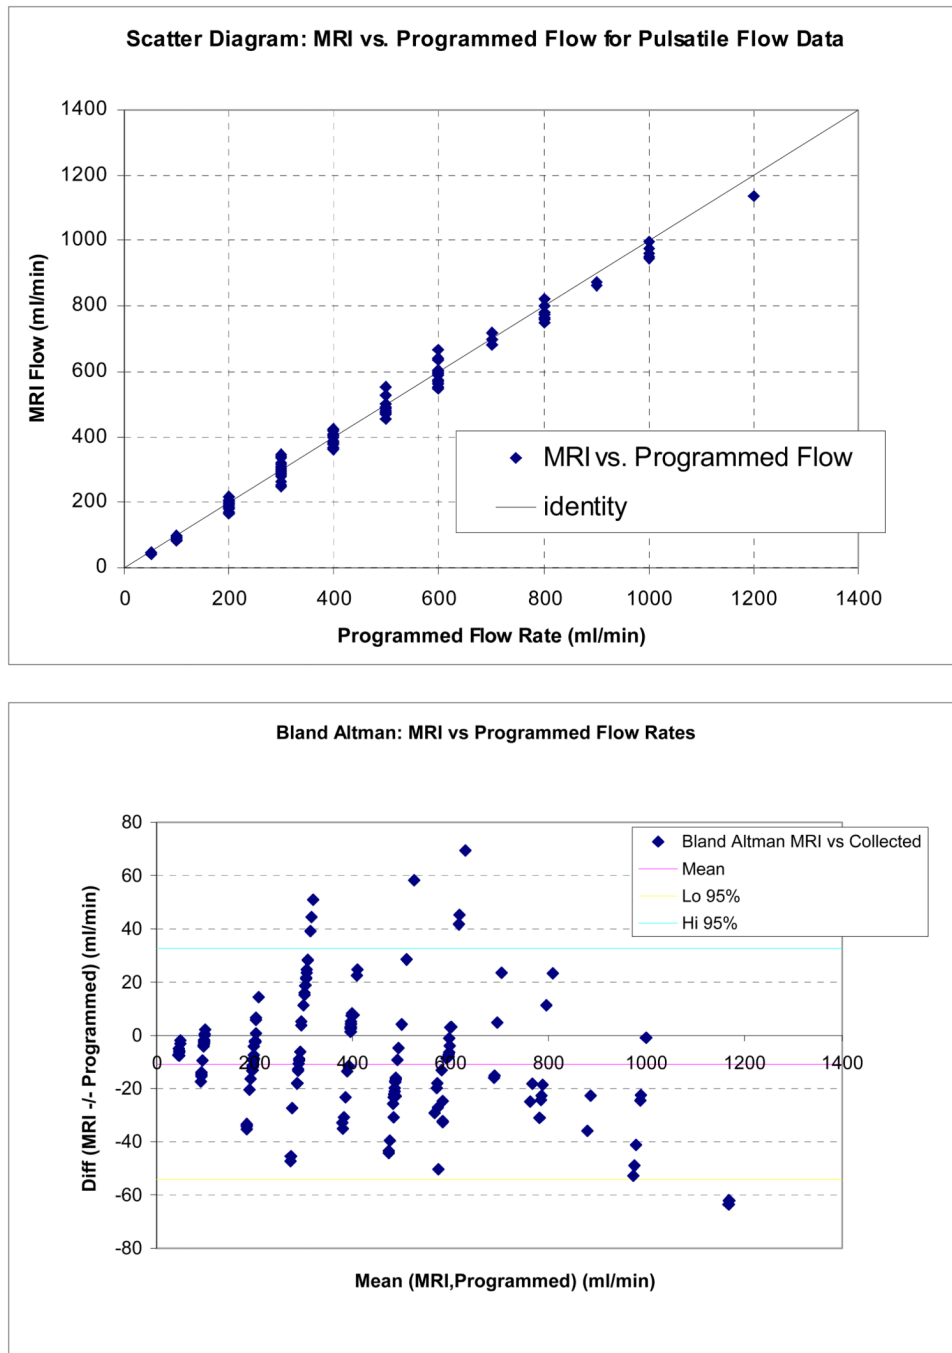 Scatter Diagram: MRI vs. Programmed Flow for Pulsatile Flow Data
1400
1200
1000
800
600
400
200
0
MRI Flow (ml/min)
MRI vs. Programmed Flow
identity
0 200 400 600 800 1000 1200 1400
Programmed Flow Rate (ml/min)
Bland Altman: MRI vs Programmed Flow Rates
80
60
40
20
0
-20
-40
-60
-80
Diff (MRI -/- Programmed) (ml/min)
Bland Altman MRI vs Collected
Mean
Lo 95%
Hi 95%
0 200 400 600 800 1000 1200 1400
Mean (MRI,Programmed) (ml/min)